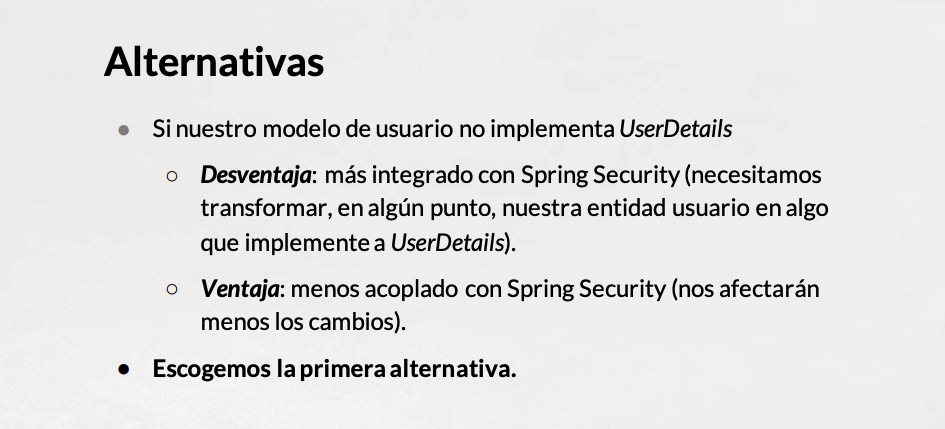 Alternativas
● Si nuestro modelo de usuario no implementa UserDetails
○ Desventaja: más integrado con Spring Security (necesitamos
transformar, en algún punto, nuestra entidad usuario en algo
que implemente a UserDetails).
○ Ventaja: menos acoplado con Spring Security (nos afectarán
menos los cambios).
● Escogemos la primera alternativa.